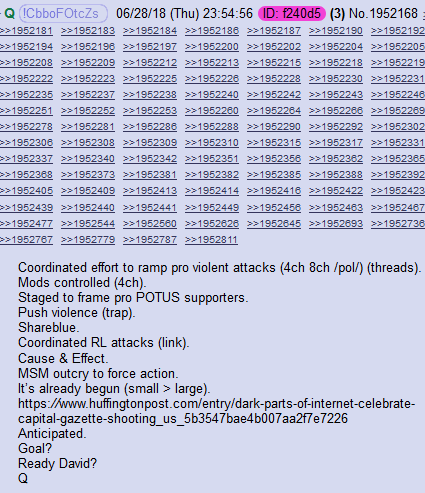 Q !CbboFOtcZs 06/28/18 (Thu) 23:54:56 ID: f240d5 (3) No.1952168
>>1952181 >>1952183 >>1952184 >>1952186 >>1952187 >>1952190 >>1952192
>>1952194 >>1952196 >>1952197 >>1952200 >>1952202 >>1952204 >>1952205
>>1952208 >>1952209 >>1952212 >>1952213 >>1952215 >>1952218 >>1952219
>>1952222 >>1952223 >>1952225 >>1952226 >>1952228 >>1952230 >>1952231
>>1952235 >>1952237 >>1952238 >>1952240 >>1952242 >>1952243 >>1952246
>>1952247 >>1952251 >>1952253 >>1952260 >>1952264 >>1952266 >>1952269
>>1952278 >>1952281 >>1952286 >>1952288 >>1952290 >>1952292 >>1952302
>>1952306 >>1952308 >>1952309 >>1952310 >>1952315 >>1952317 >>1952331
>>1952337 >>1952340 >>1952342 >>1952351 >>1952356 >>1952362 >>1952365
>>1952368 >>1952373 >>1952381 >>1952382 >>1952385 >>1952388 >>1952392
>>1952405 >>1952409 >>1952413 >>1952414 >>1952416 >>1952422 >>1952423
>>1952439 >>1952440 >>1952441 >>1952449 >>1952456 >>1952463 >>1952467
>>1952477 >>1952544 >>1952560 >>1952626 >>1952645 >>1952693 >>1952736
>>1952767 >>1952779 >>1952787 >>1952811
Coordinated effort to ramp pro violent attacks (4ch 8ch /pol/) (threads).
Mods controlled (4ch).
Staged to frame pro POTUS supporters.
Push violence (trap).
Shareblue.
Coordinated RL attacks (link).
Cause & Effect.
MSM outcry to force action.
It's already begun (small > large).
https://www.huffingtonpost.com/entry/dark-parts-of-internet-celebrate-
capital-gazette-shooting_us_5b3547bae4b007aa2f7e7226
Anticipated.
Goal?
Ready David?
Q